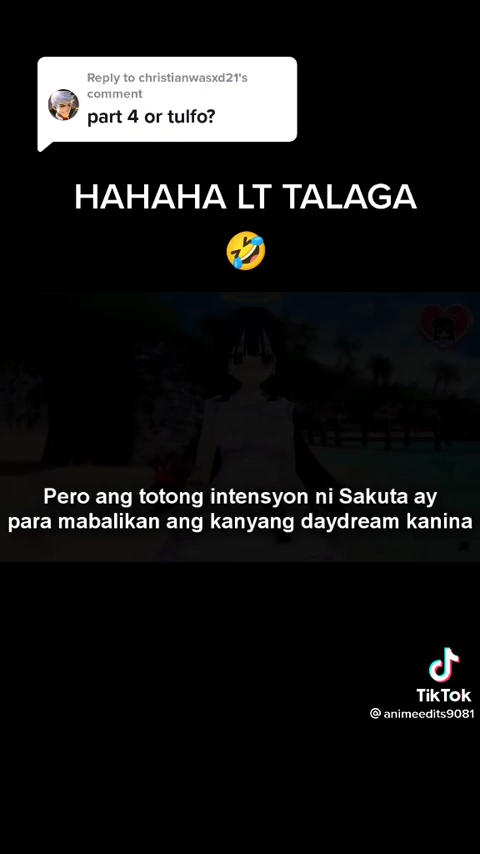 Reply to christianwasxd21's
comment
part 4 or tulfo?
HAHAHA LT TALAGA
🤣
Pero ang totong intensyon ni Sakuta ay
para mabalikan ang kanyang daydream kanina
TikTok
@animeedits9081